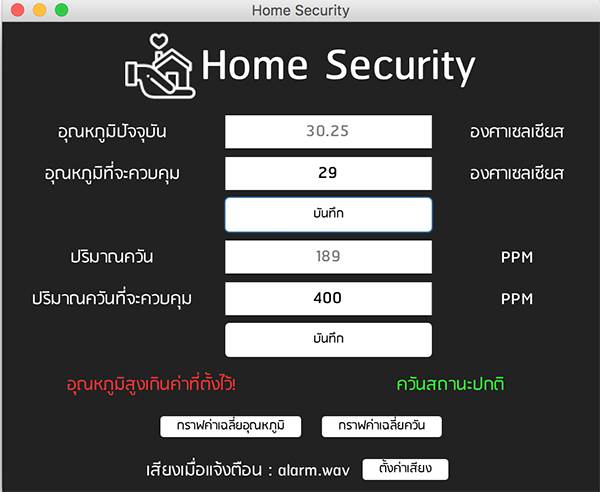 Home Security
Home Security
อุณหภูมิปัจจุบัน 30.25 องศาเซลเซียส
อุณหภูมิที่จะควบคุม 29 องศาเซลเซียส
บันทึก
ปริมาณควัน 189 PPM
ปริมาณควันที่จะควบคุม 400 PPM
บันทึก
อุณหภูมิสูงเกินค่าที่ตั้งไว้! ควันสถานะปกติ
กราฟค่าเฉลี่ยอุณหภูมิ กราฟค่าเฉลี่ยควัน
เสียงเมื่อแจ้งตือน : alarm.wav ตั้งค่าเสียง